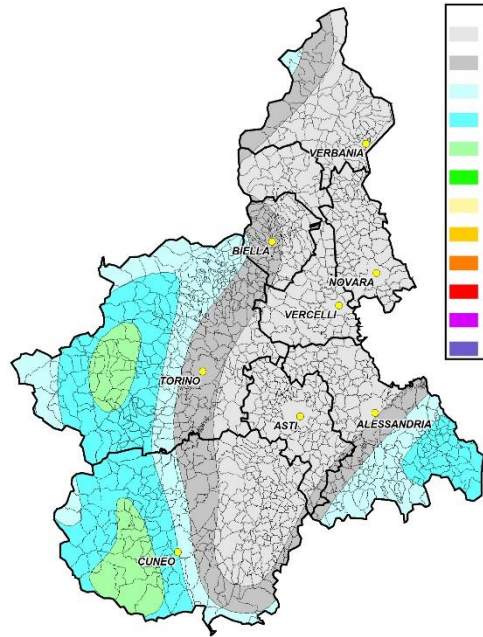 VERBANIA
BIELLA
NOVARA
VERCELLI
TORINO
ASTI
ALESSANDRIA
CUNEO